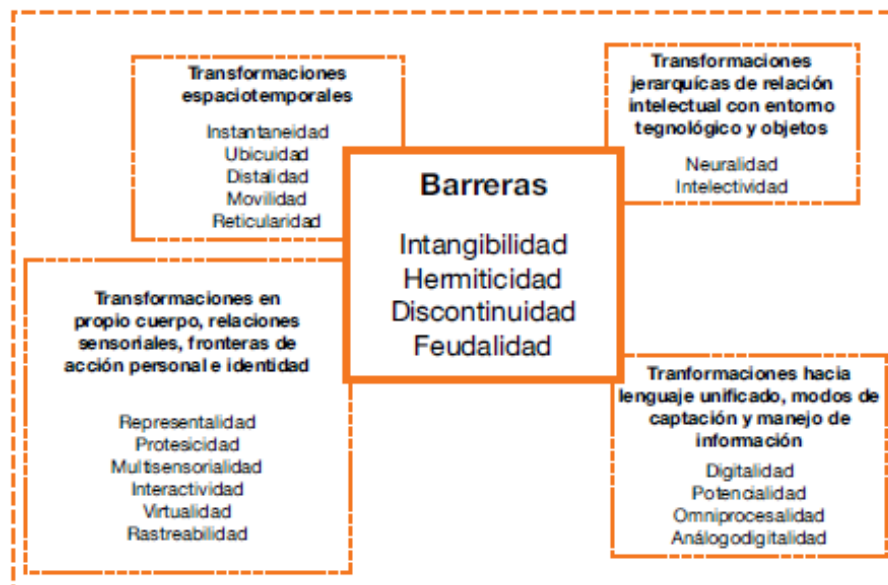 Transformaciones
espaciotemporales
Instantaneidad
Ubicuidad
Distalidad
Movilidad
Reticularidad
Transformaciones
jerarquícas de relación
intelectual con entorno
tegnológico y objetos
Neuralidad
Intelectividad
Barreras
Intangibilidad
Hermiticidad
Discontinuidad
Feudalidad
Transformaciones en
propio cuerpo, relaciones
sensoriales, fronteras de
acción personal e identidad
Representalidad
Protesicidad
Multisensorialidad
Interactividad
Virtualidad
Rastreabilidad
Tranformaciones hacia
lenguaje unificado, modos de
captación y manejo de
información
Digitalidad
Potencialidad
Omniprocesalidad
Análogodigitalidad